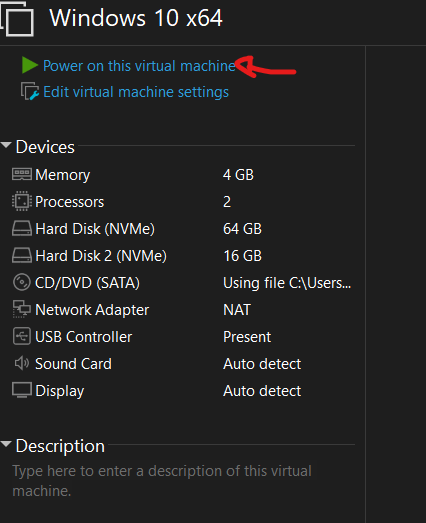 Windows 10 x64
Power on this virtual machine
Edit virtual machine settings
Devices
Memory 4 GB
Processors 2
Hard Disk (NVMe) 64 GB
Hard Disk 2 (NVMe) 16 GB
CD/DVD (SATA) Using file C:\Users...
Network Adapter NAT
USB Controller Present
Sound Card Auto detect
Display Auto detect
Description
Type here to enter a description of this virtual
machine.